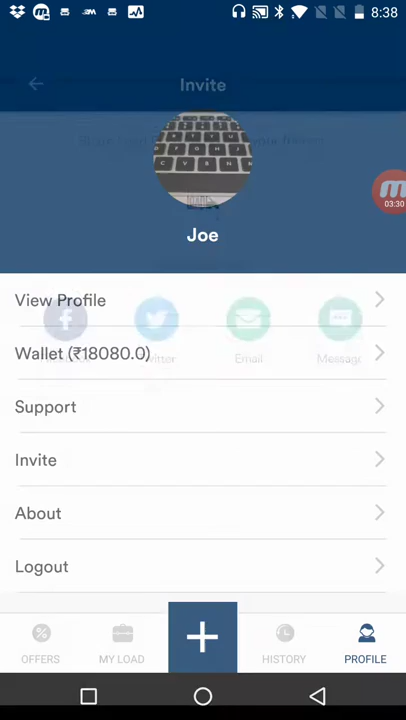 8:38
Invite
03:30
Joe
View Profile
Wallet (₹18080.0)
Twitter
Email
Message
Support
Invite
About
Logout
OFFERS
MY LOAD
HISTORY
PROFILE